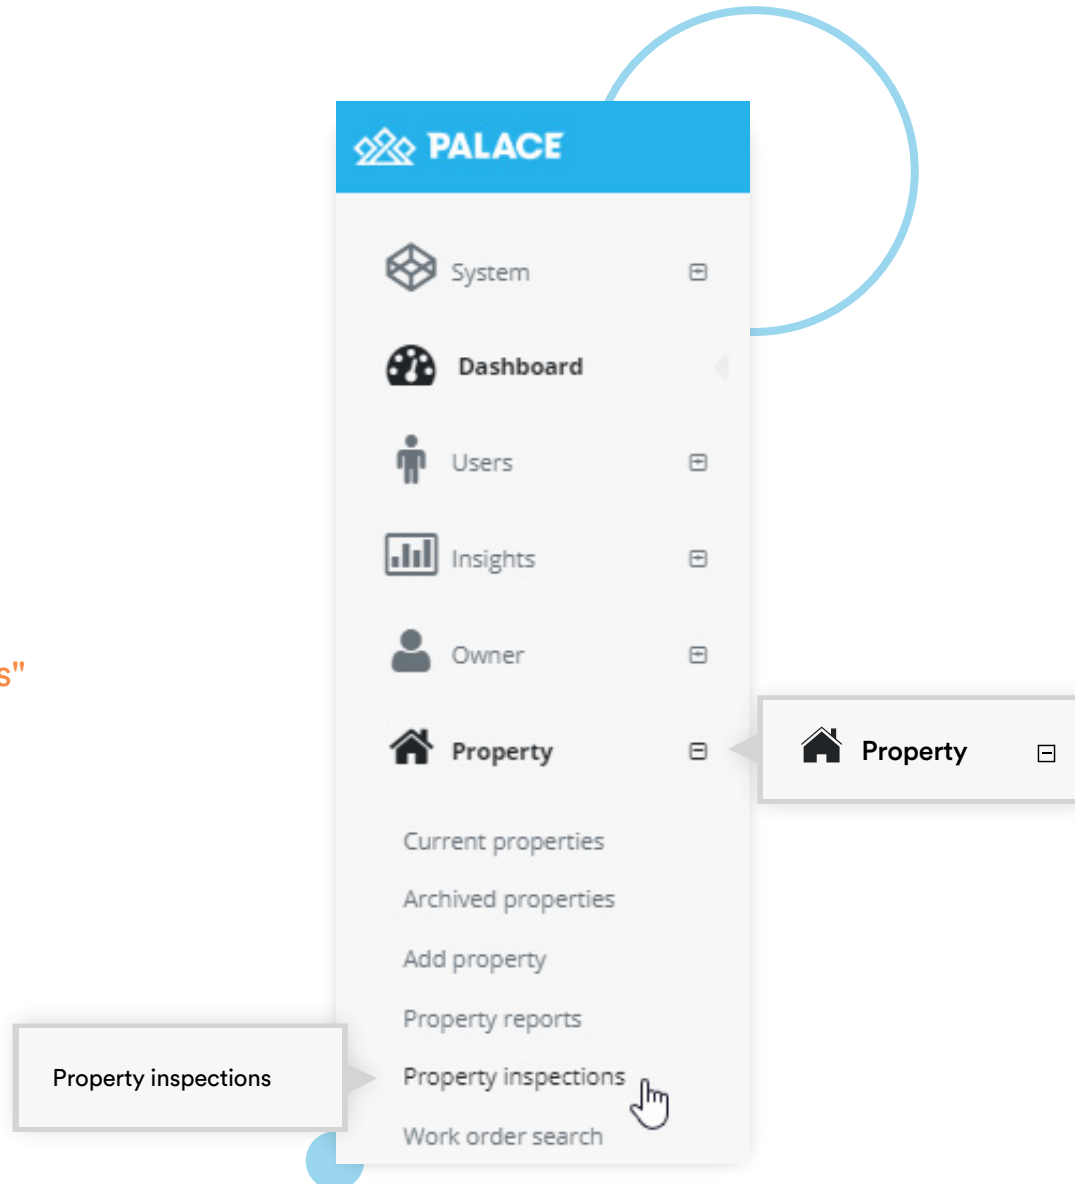 PALACE
System
Dashboard
Users
Insights
Owner
s"
Property
Property
Current properties
Archived properties
Add property
Property reports
Property inspections
Property inspections
Work order search